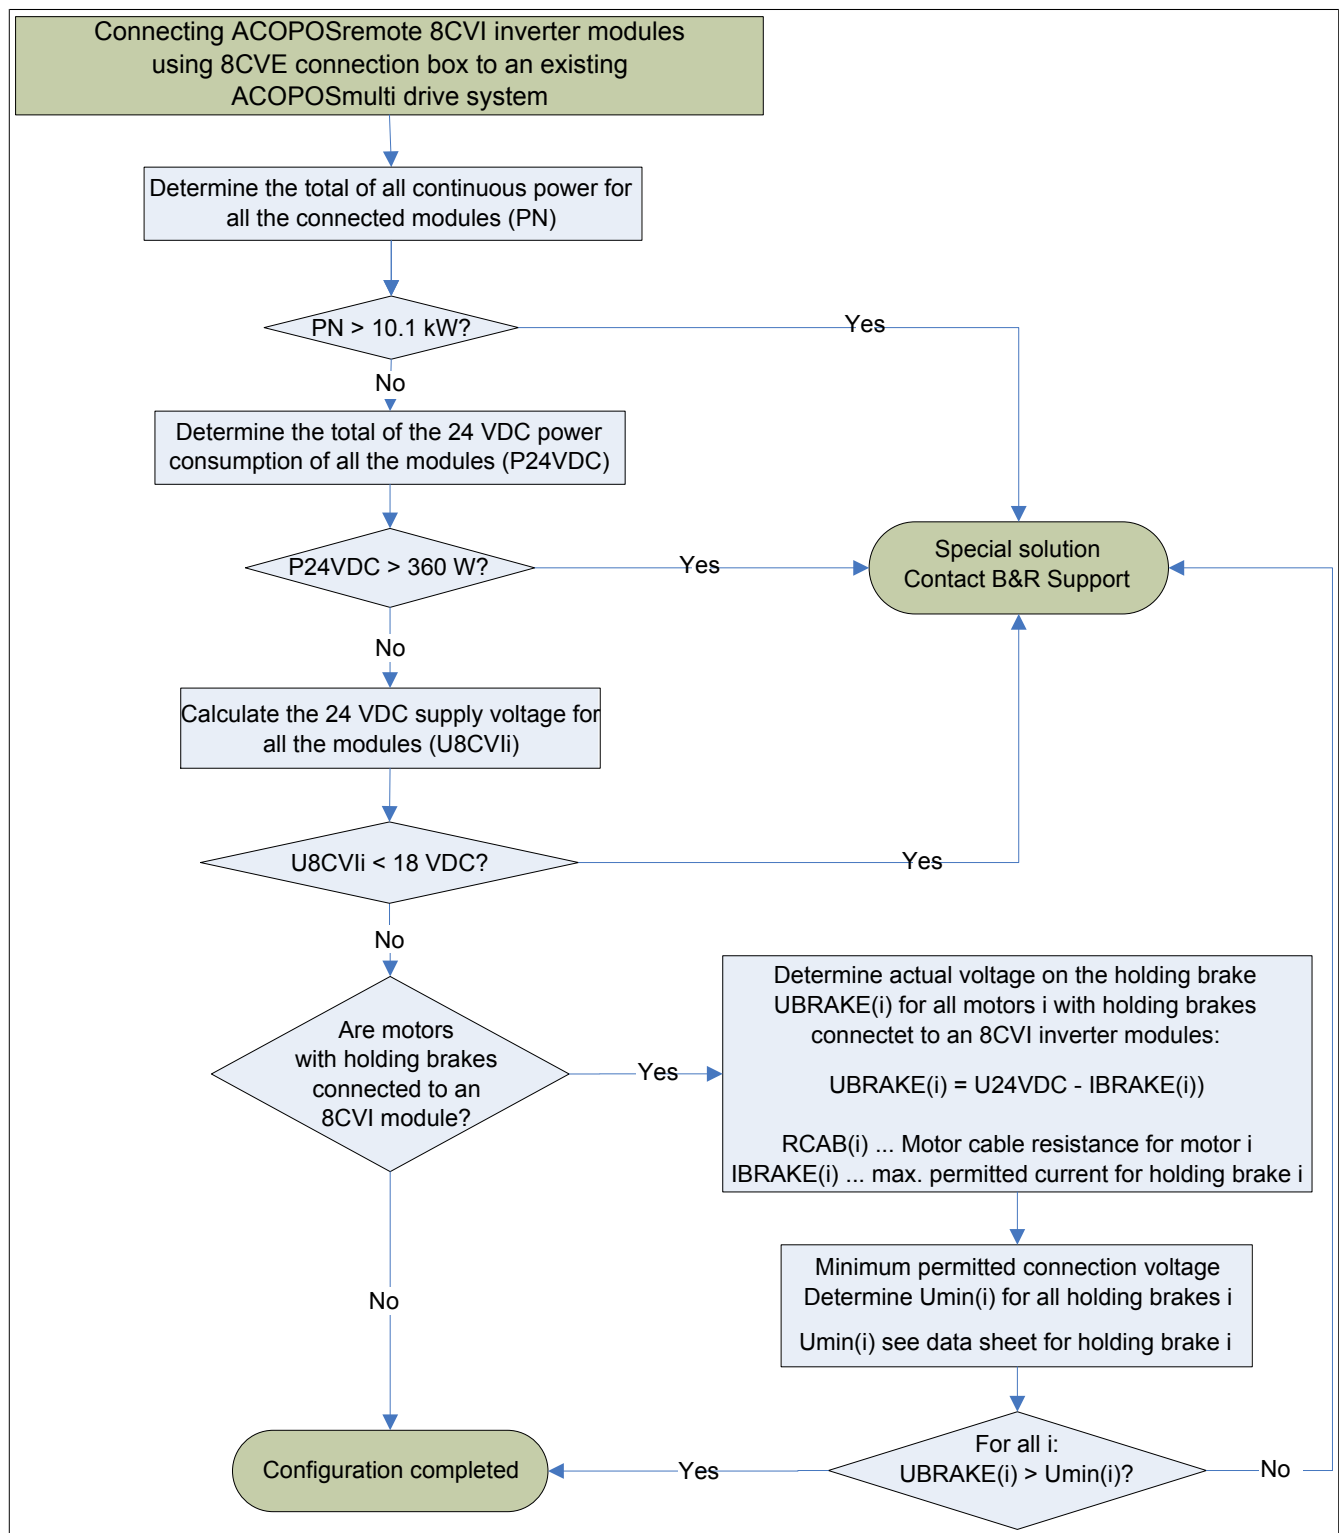 Connecting ACOPOSremote 8CVI inverter modules
using 8CVE connection box to an existing
ACOPOSmulti drive system
Determine the total of all continuous power for
all the connected modules (PN)
PN > 10.1 kW?
Yes
No
Determine the total of the 24 VDC power
consumption of all the modules (P24VDC)
P24VDC > 360 W?
Yes
Special solution
Contact B&R Support
No
Calculate the 24 VDC supply voltage for
all the modules (U8CVIi)
U8CVIi < 18 VDC?
Yes
No
Are motors
with holding brakes
connected to an
8CVI module?
Yes
Determine actual voltage on the holding brake
UBRAKE(i) for all motors i with holding brakes
connectet to an 8CVI inverter modules:
UBRAKE(i) = U24VDC - IBRAKE(i))
RCAB(i) ... Motor cable resistance for motor i
IBRAKE(i) ... max. permitted current for holding brake i
Minimum permitted connection voltage
Determine Umin(i) for all holding brakes i
Umin(i) see data sheet for holding brake i
No
For all i:
UBRAKE(i) > Umin(i)?
Yes
No
Configuration completed